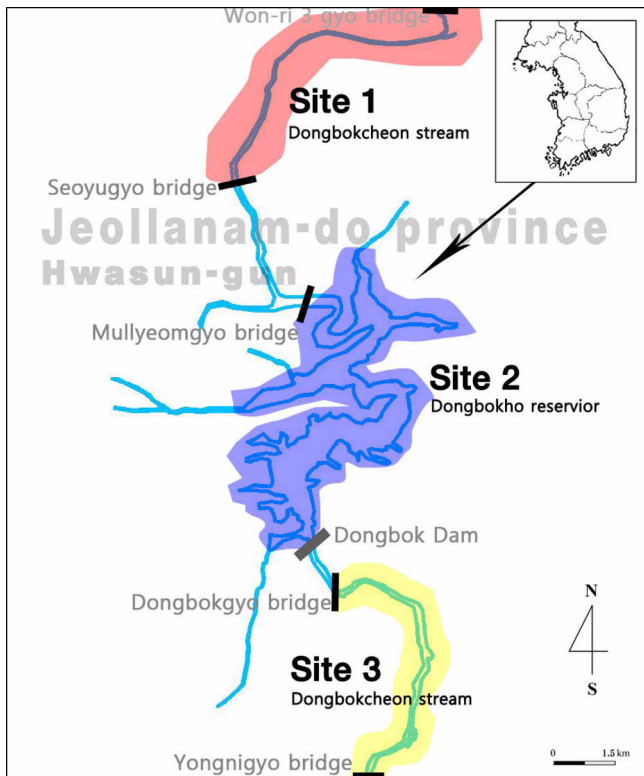 Won-ri 3 gyo bridge
Site 1
Dongbokcheon stream
Seoyugyo bridge
Jeollanam-do province
Hwasun-gun
Mullyeomgyo bridge
Site 2
Dongbokho reservior
Dongbok Dam
Dongbokgyo bridge
N
S
Site 3
Dongbokcheon stream
Yongnigyo bridge
0 1.5 km